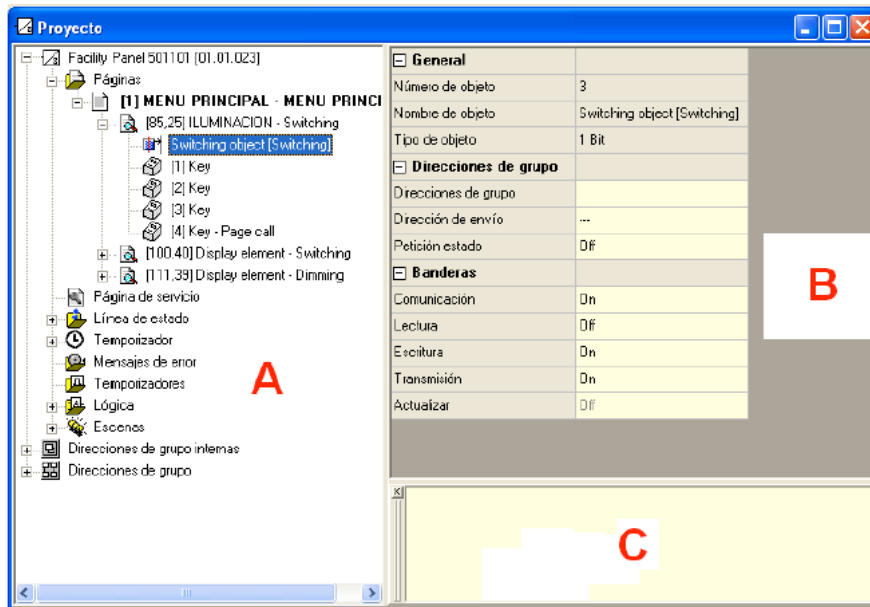 Proyecto
Facility Panel 501101 [01.01.023]
Páginas
[1] MENU PRINCIPAL - MENU PRINCI
[85,25] ILUMINACION - Switching
Switching object [Switching]
[1] Key
[2] Key
[3] Key
[4] Key - Page call
[100,40] Display element - Switching
[111,39] Display element - Dimming
Página de servicio
Línea de estado
Temporizador
Mensajes de error
Temporizadores
Lógica
Escenas
Direcciones de grupo internas
Direcciones de grupo
A
General
Número de objeto 3
Nombre de objeto Switching object [Switching]
Tipo de objeto 1 Bit
Direcciones de grupo
Direcciones de grupo
Dirección de envío ---
Petición estado Off
Banderas
Comunicación On
Lectura Off
Escritura On
Transmisión On
Actualizar Off
B
C